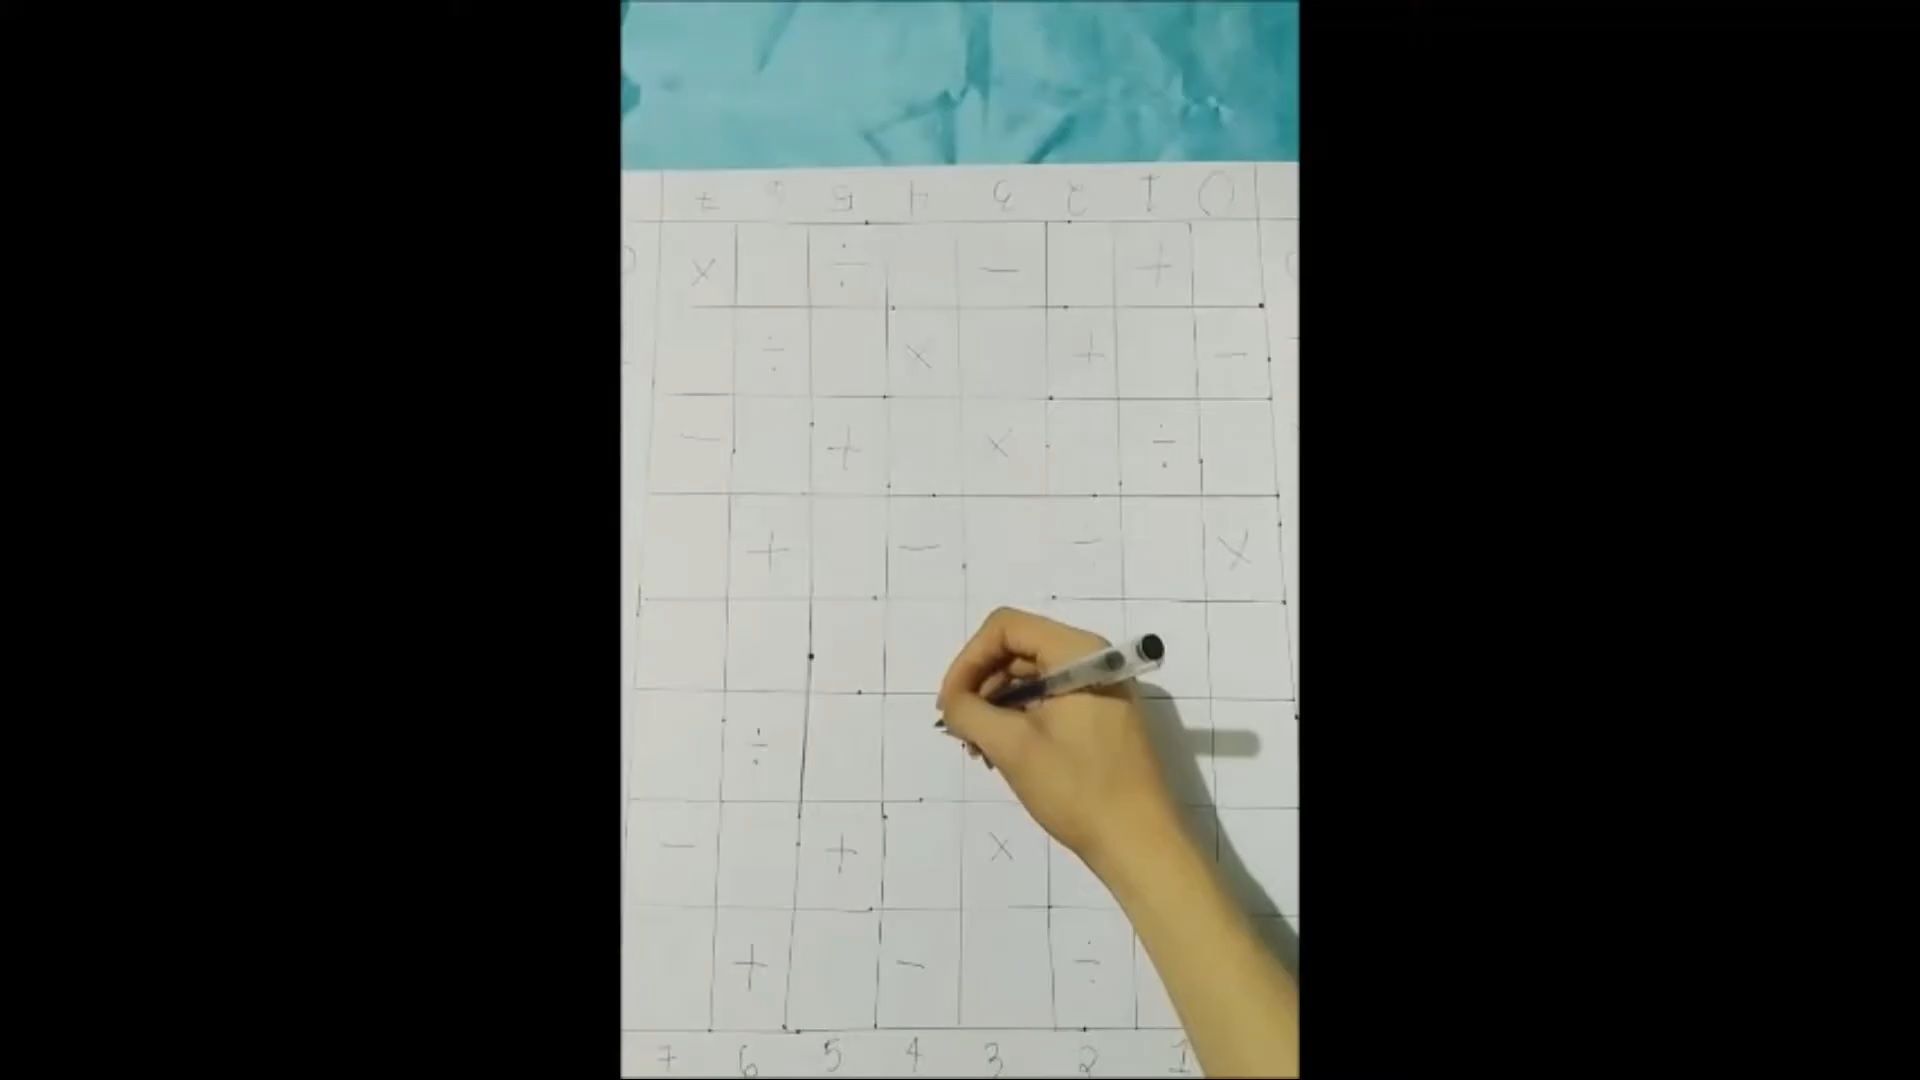 7 6 5 4 3 2 1 0
× ÷ − +
÷ × + −
− + × ÷
+ − ÷ ×
÷
− + ×
+ − ÷
7 6 5 4 3 2 1